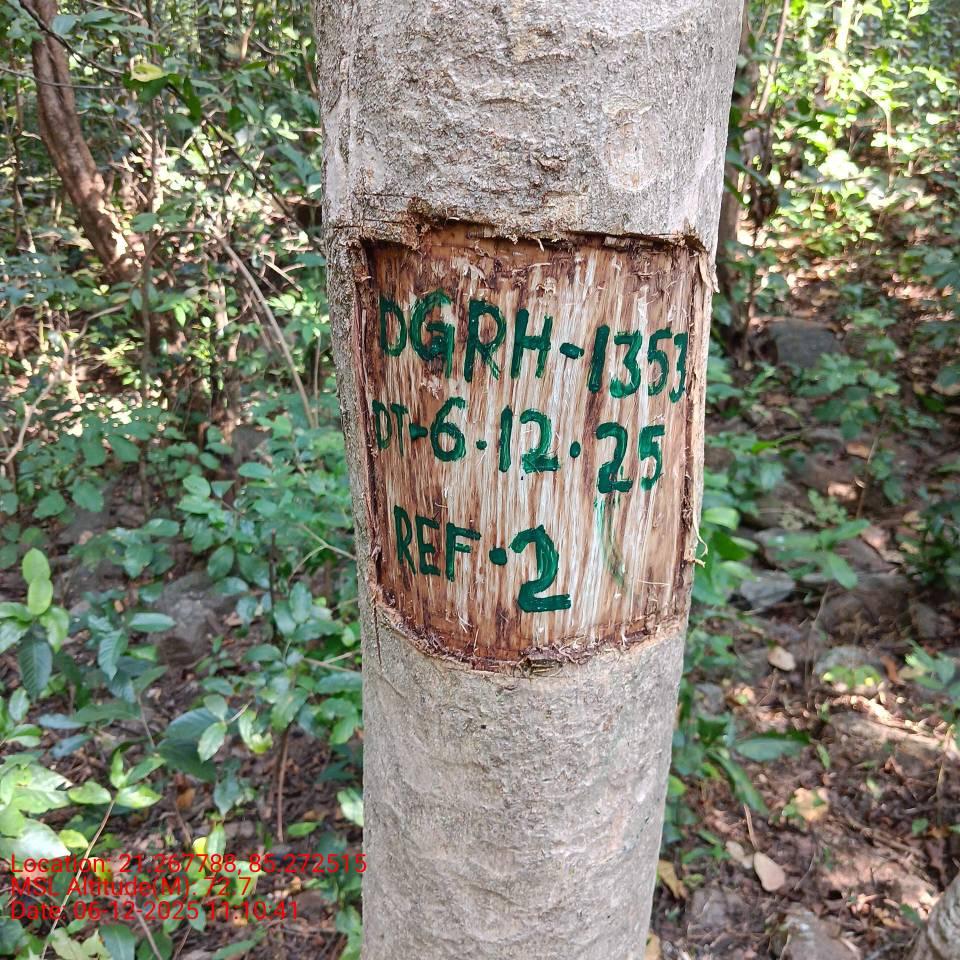 DGRH-1353
DT-6.12.25
REF.2
Location: 21.267788, 85.272515
MSL Altitude(M): 72.7
Date: 06-12-2025 11:10:41